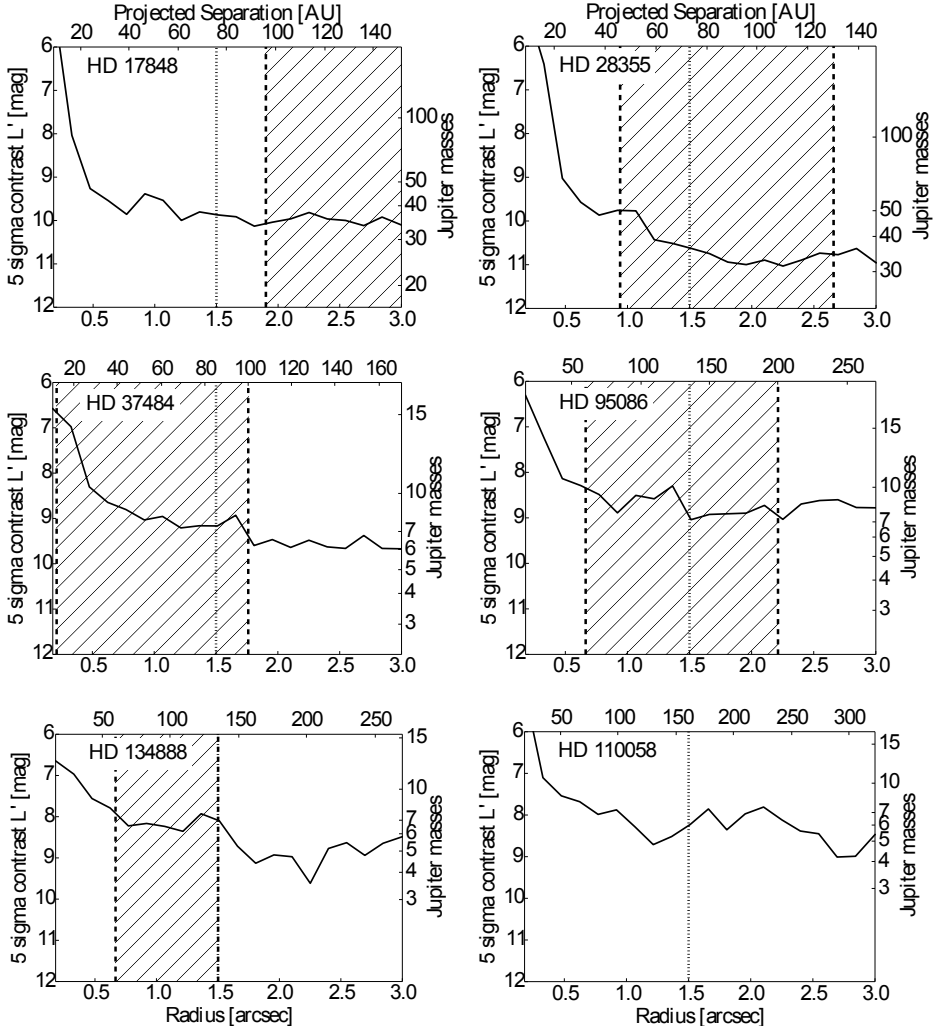 Projected Separation [AU]
20 40 60 80 100 120 140
6 7 8 9 10 11 12
5 sigma contrast L' [mag]
HD 17848
100 50 40 30 20
Jupiter masses
0.5 1.0 1.5 2.0 2.5 3.0
Projected Separation [AU]
20 40 60 80 100 120 140
6 7 8 9 10 11 12
5 sigma contrast L' [mag]
HD 28355
100 50 40 30
Jupiter masses
0.5 1.0 1.5 2.0 2.5 3.0
20 40 60 80 100 120 140 160
6 7 8 9 10 11 12
5 sigma contrast L' [mag]
HD 37484
15 10 7 6 5 4 3
Jupiter masses
0.5 1.0 1.5 2.0 2.5 3.0
50 100 150 200 250
6 7 8 9 10 11 12
5 sigma contrast L' [mag]
HD 95086
15 10 7 6 5 4 3
Jupiter masses
0.5 1.0 1.5 2.0 2.5 3.0
50 100 150 200 250
6 7 8 9 10 11 12
5 sigma contrast L' [mag]
HD 134888
15 10 7 6 5 4 3
Jupiter masses
0.5 1.0 1.5 2.0 2.5 3.0
Radius [arcsec]
50 100 150 200 250 300
6 7 8 9 10 11 12
5 sigma contrast L' [mag]
HD 110058
15 10 7 6 5 4 3
Jupiter masses
0.5 1.0 1.5 2.0 2.5 3.0
Radius [arcsec]